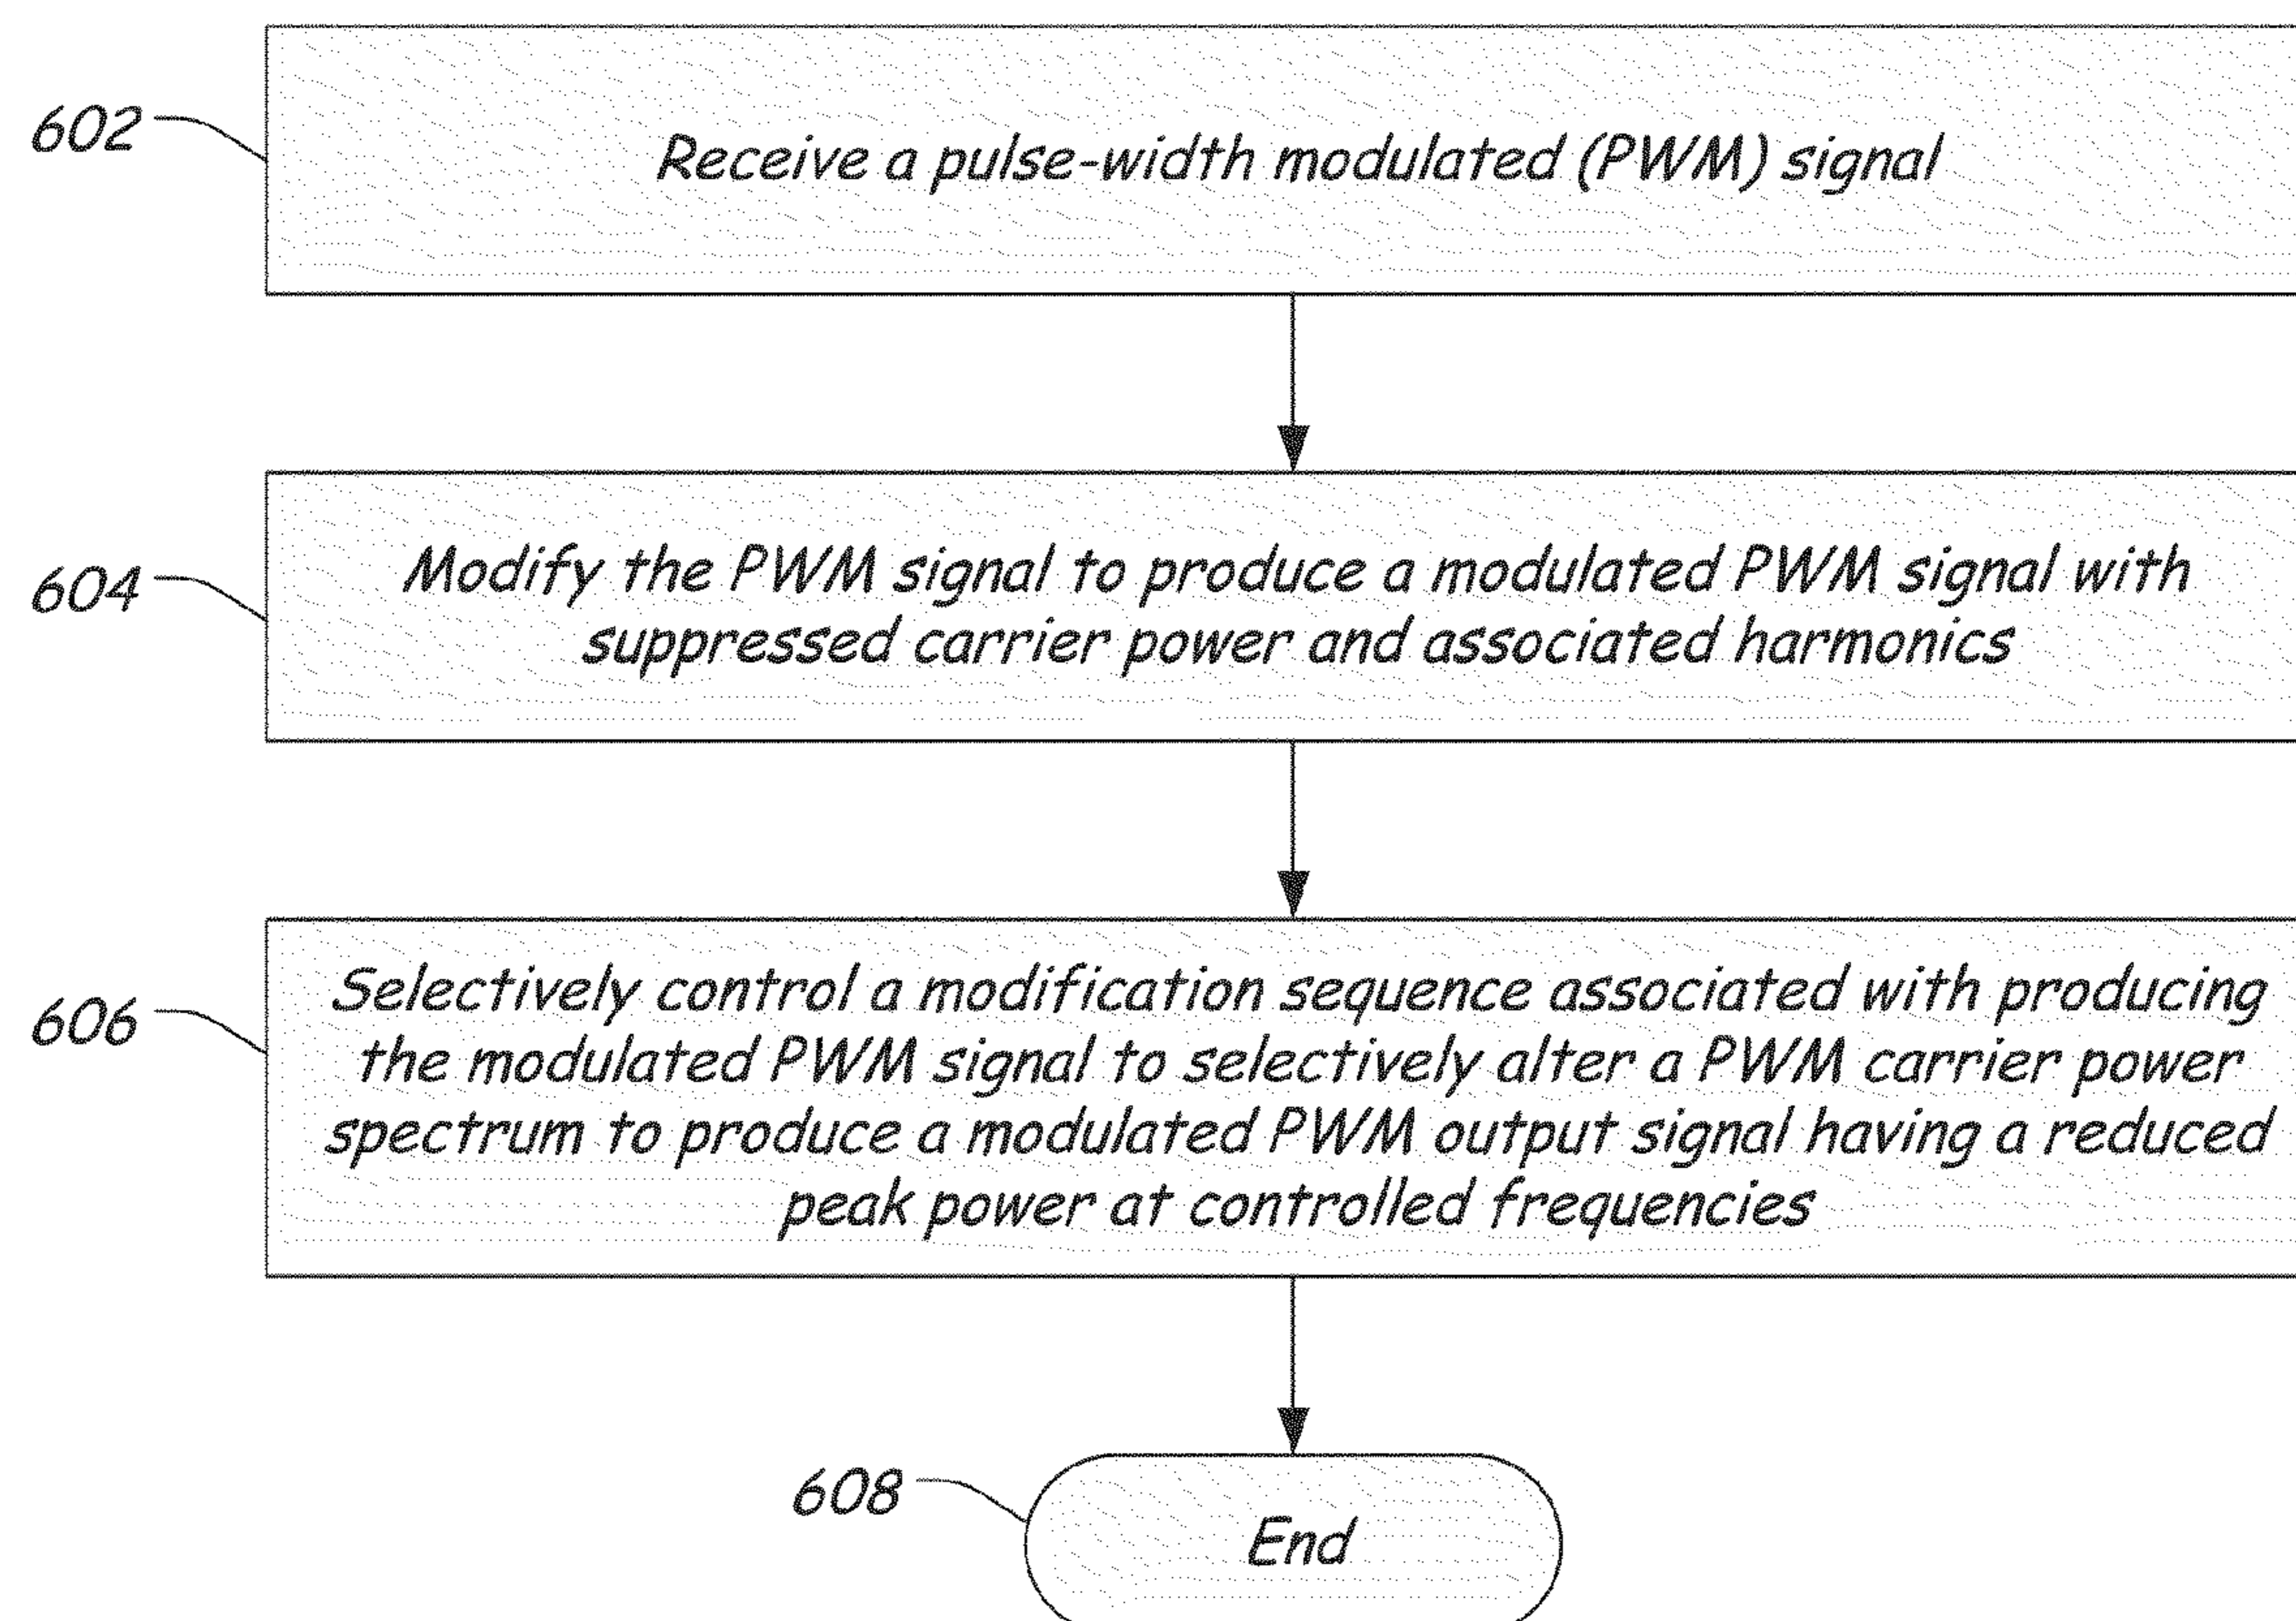 602
Receive a pulse-width modulated (PWM) signal
604
Modify the PWM signal to produce a modulated PWM signal with
suppressed carrier power and associated harmonics
606
Selectively control a modification sequence associated with producing
the modulated PWM signal to selectively alter a PWM carrier power
spectrum to produce a modulated PWM output signal having a reduced
peak power at controlled frequencies
608
End